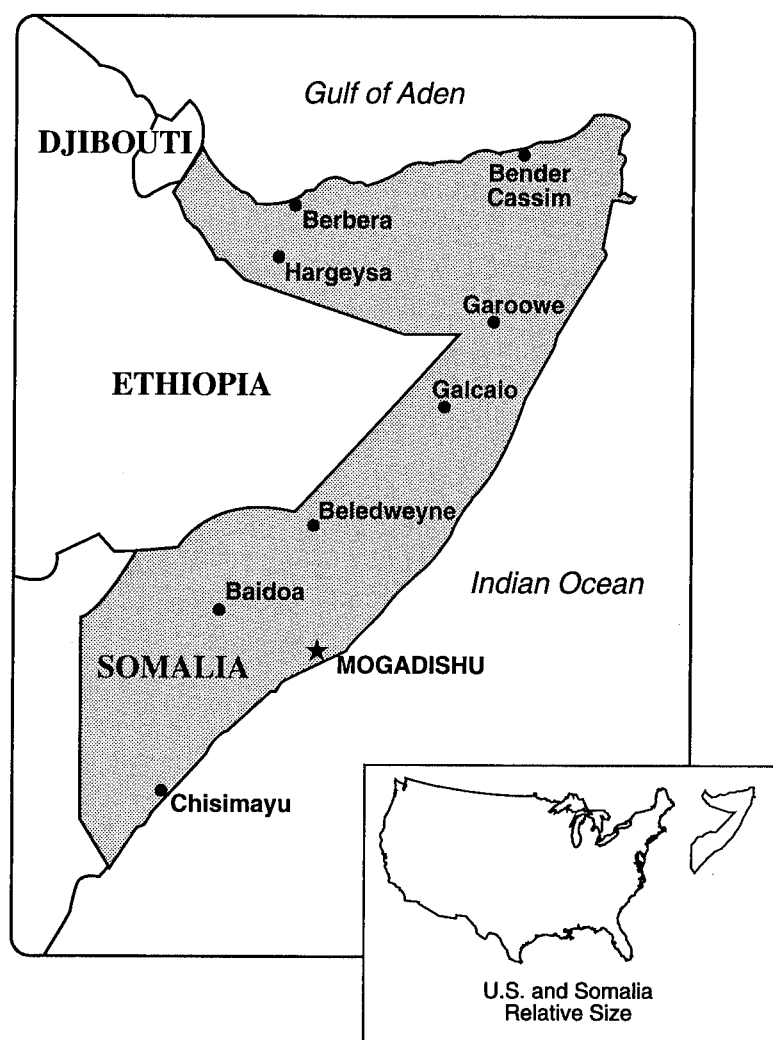 Gulf of Aden
DJIBOUTI
Bender
Cassim
Berbera
Hargeysa
Garoowe
ETHIOPIA
Galcaio
Beledweyne
Indian Ocean
Baidoa
SOMALIA
MOGADISHU
Chisimayu
U.S. and Somalia
Relative Size